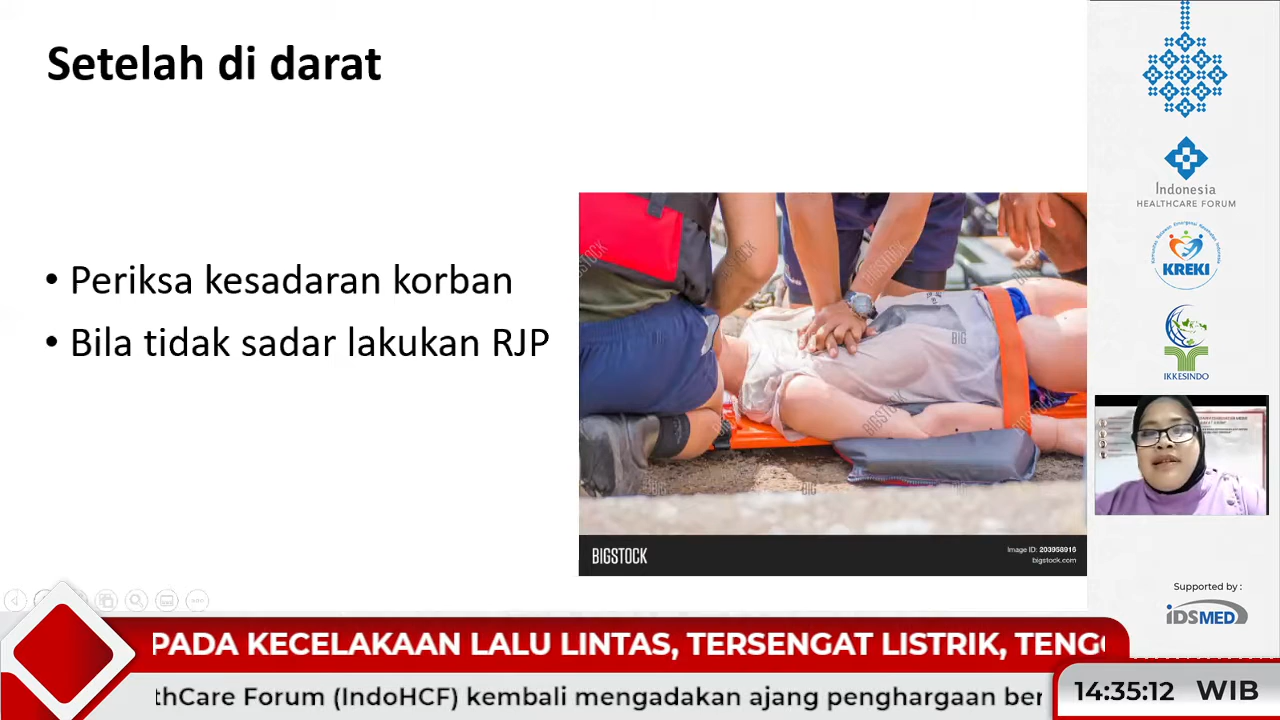 Setelah di darat
• Periksa kesadaran korban
• Bila tidak sadar lakukan RJP
BIGSTOCK
Image ID: 203958916
bigstock.com
Indonesia
HEALTHCARE FORUM
KREKI
IKKESINDO
Supported by :
iDSMED
PADA KECELAKAAN LALU LINTAS, TERSENGAT LISTRIK, TENGG
thCare Forum (IndoHCF) kembali mengadakan ajang penghargaan ber
14:35:12 WIB